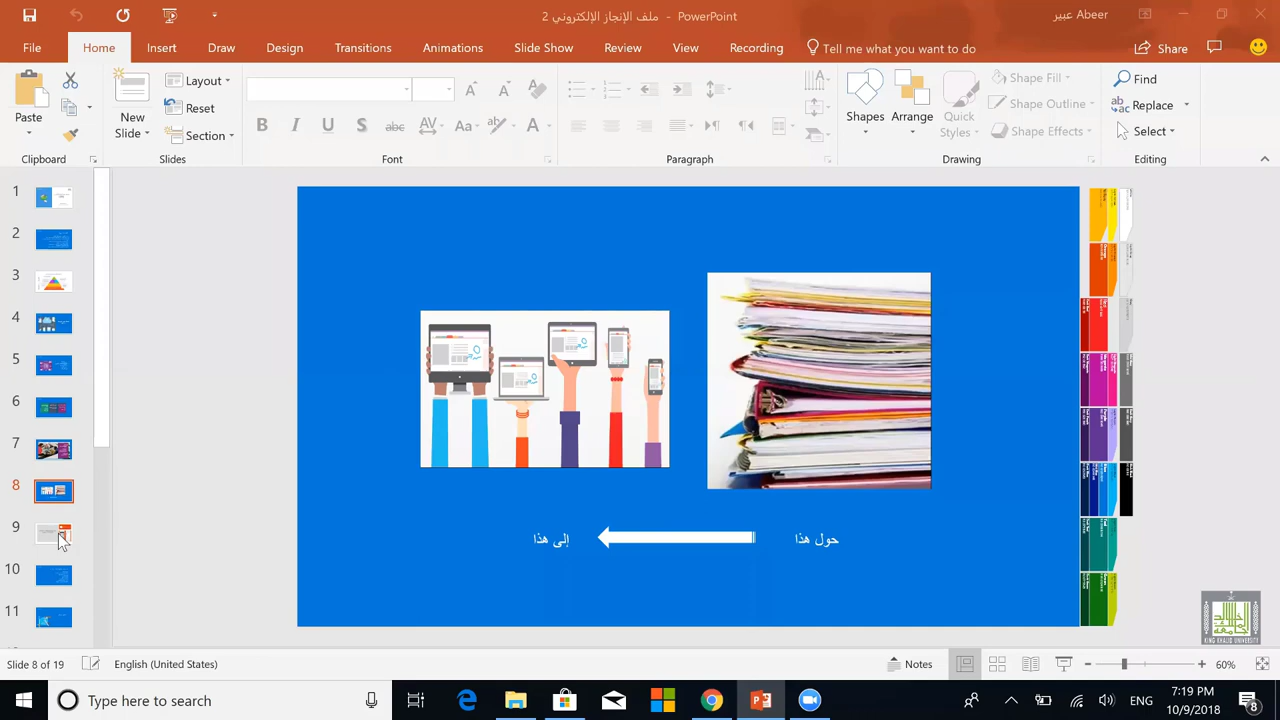 ملف الإنجاز الإلكتروني 2 - PowerPoint
Abeer عبير
File Home Insert Draw Design Transitions Animations Slide Show Review View Recording Tell me what you want to do Share
Paste
New Slide
Layout
Reset
Section
Shapes
Arrange
Quick Styles
Shape Fill
Shape Outline
Shape Effects
Find
Replace
Select
Clipboard Slides Font Paragraph Drawing Editing
1
2
3
4
5
6
7
8
9
10
11
حول هذا
إلى هذا
KING KHALID UNIVERSITY
Slide 8 of 19 English (United States) Notes 60%
Type here to search
ENG
7:19 PM
10/9/2018
8